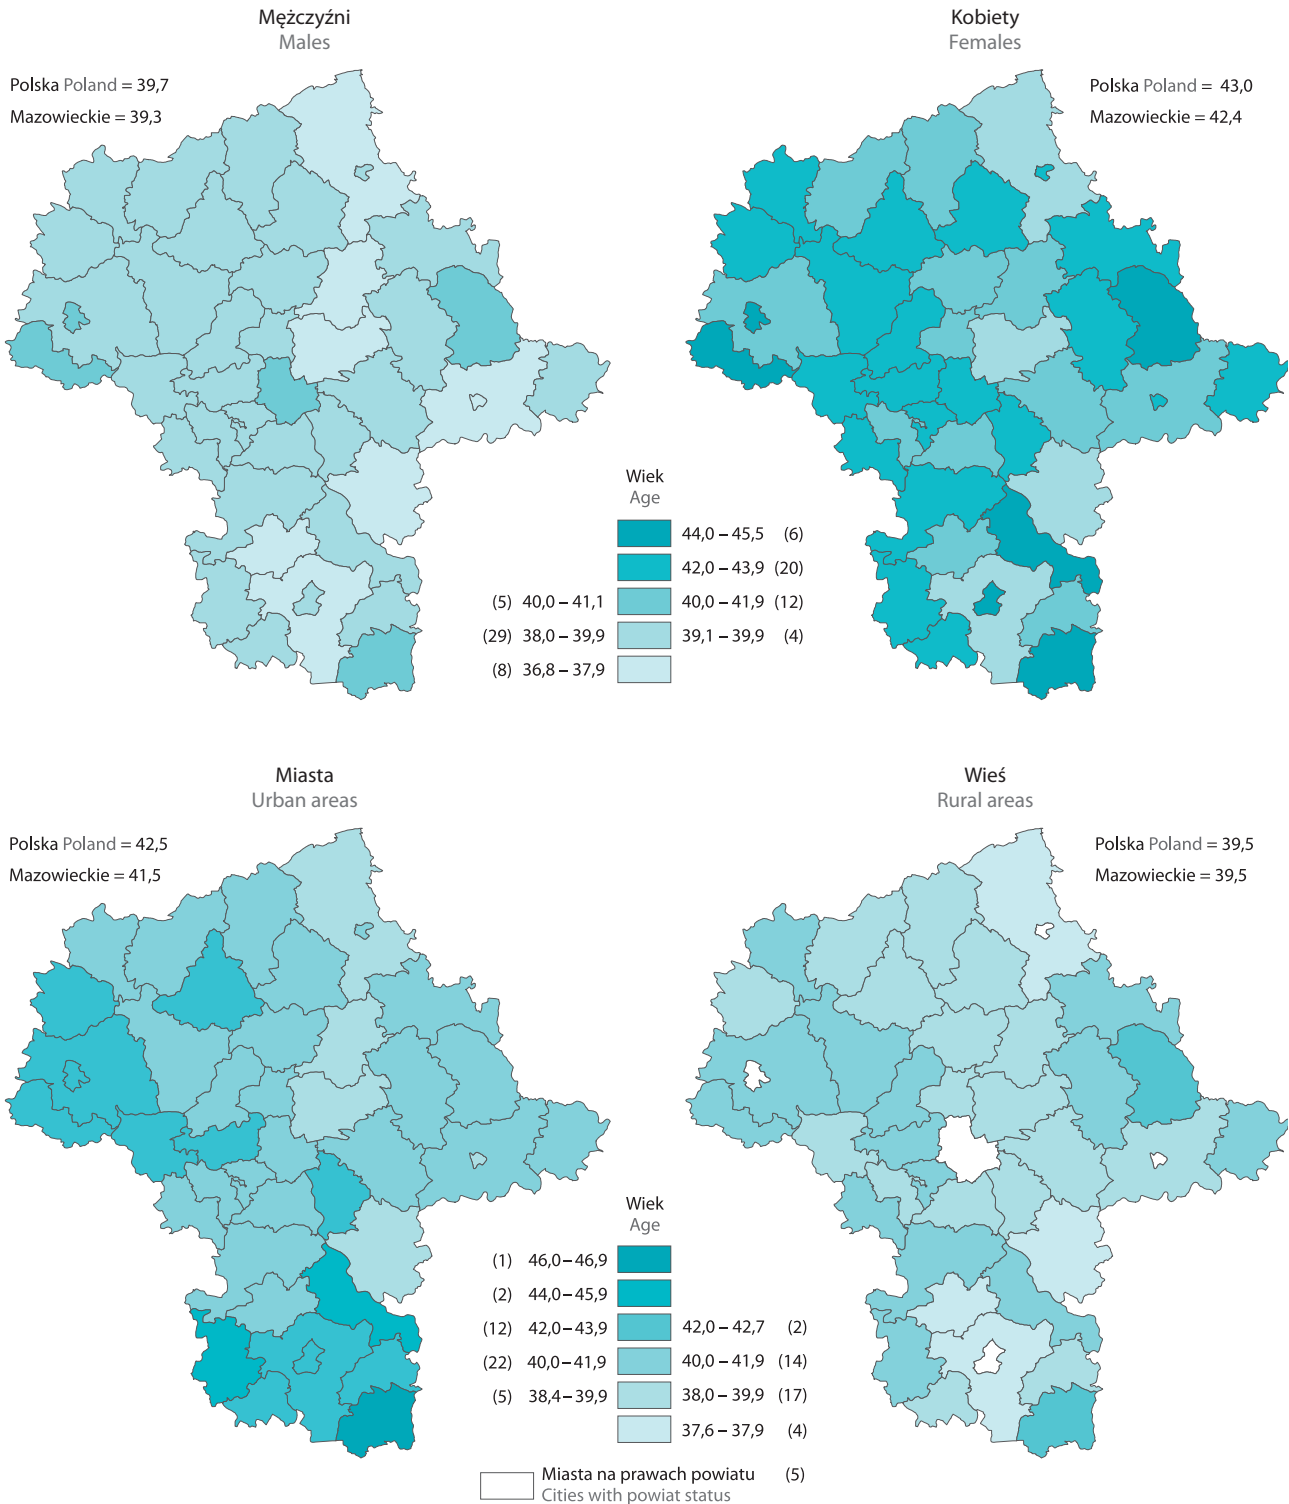 Mężczyźni
Males
Polska Poland = 39,7
Mazowieckie = 39,3
Kobiety
Females
Polska Poland = 43,0
Mazowieckie = 42,4
Wiek
Age
44,0 – 45,5 (6)
42,0 – 43,9 (20)
(5) 40,0 – 41,1 40,0 – 41,9 (12)
(29) 38,0 – 39,9 39,1 – 39,9 (4)
(8) 36,8 – 37,9
Miasta
Urban areas
Polska Poland = 42,5
Mazowieckie = 41,5
Wieś
Rural areas
Polska Poland = 39,5
Mazowieckie = 39,5
Wiek
Age
(1) 46,0 – 46,9
(2) 44,0 – 45,9
(12) 42,0 – 43,9 42,0 – 42,7 (2)
(22) 40,0 – 41,9 40,0 – 41,9 (14)
(5) 38,4 – 39,9 38,0 – 39,9 (17)
37,6 – 37,9 (4)
Miasta na prawach powiatu (5)
Cities with powiat status